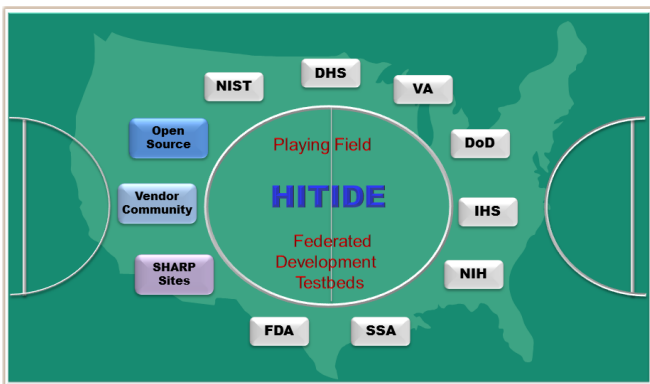 DHS
NIST
VA
Open
Source
Playing Field
DoD
Vendor
Community
HITIDE
IHS
Federated
Development
Testbeds
SHARP
Sites
NIH
FDA
SSA